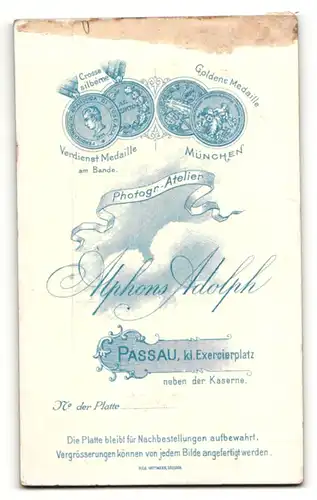 Grosse silberne
Goldene Medaille
Verdienst Medaille
am Bande.
MÜNCHEN
Photogr. Atelier
Alphons Adolph
PASSAU, kl. Exercierplatz
neben der Kaserne.
No der Platte
Die Platte bleibt für Nachbestellungen aufbewahrt.
Vergrösserungen können von jedem Bilde angefertigt werden.